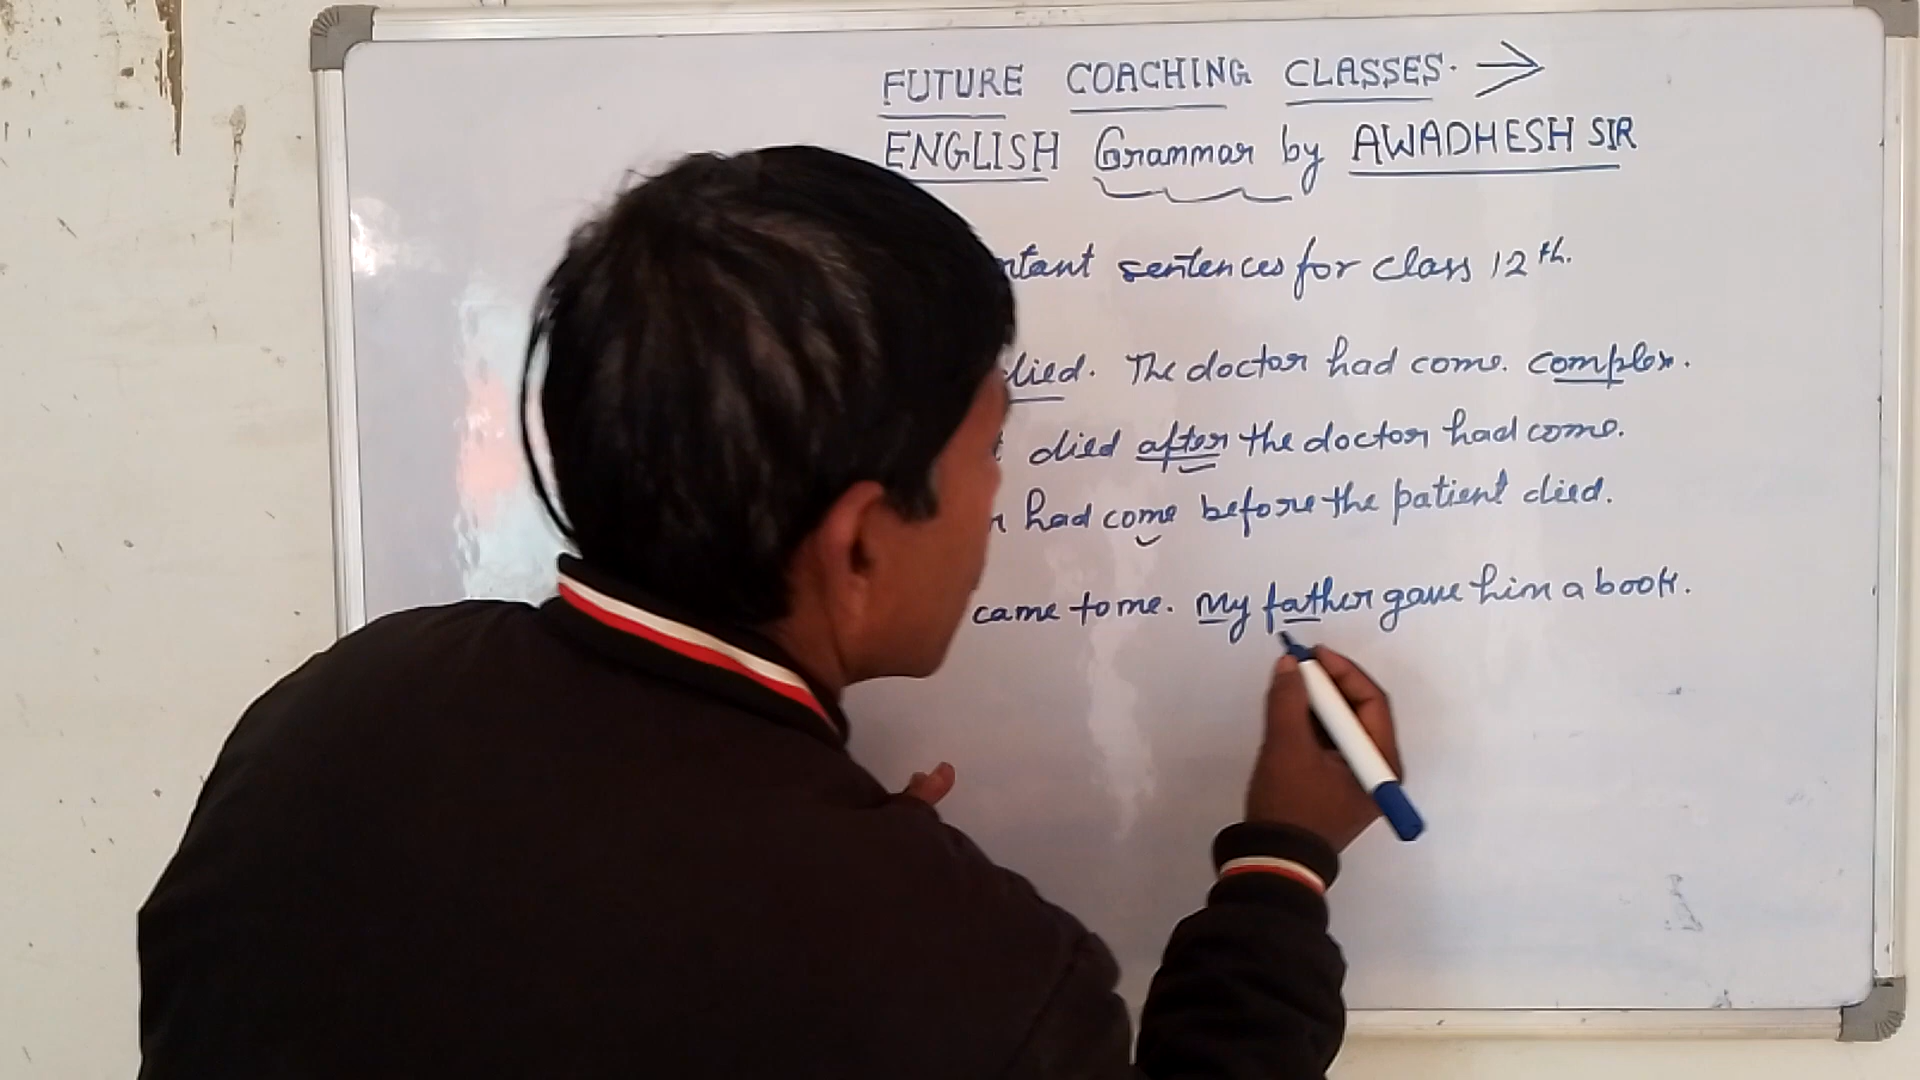 FUTURE COACHING CLASSES. →
ENGLISH Grammar by AWADHESH SIR
sentences for class 12th.
died. The doctor had come. complex.
died after the doctor had come.
had come before the patient died.
came to me. My father gave him a book.